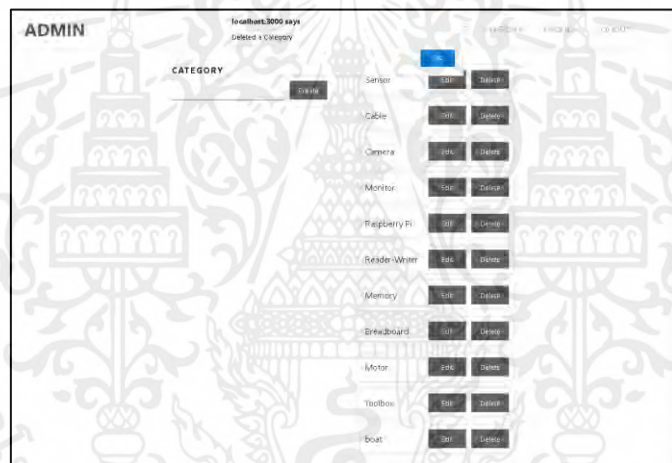 ADMIN
localhost:3000 says
Deleted a Category
CATEGORY
Create
Sensor Edit Delete
Cable Edit Delete
Camera Edit Delete
Monitor Edit Delete
Raspberry Pi Edit Delete
Reader-Writer Edit Delete
Memory Edit Delete
Breadboard Edit Delete
Motor Edit Delete
Toolbox Edit Delete
boat Edit Delete